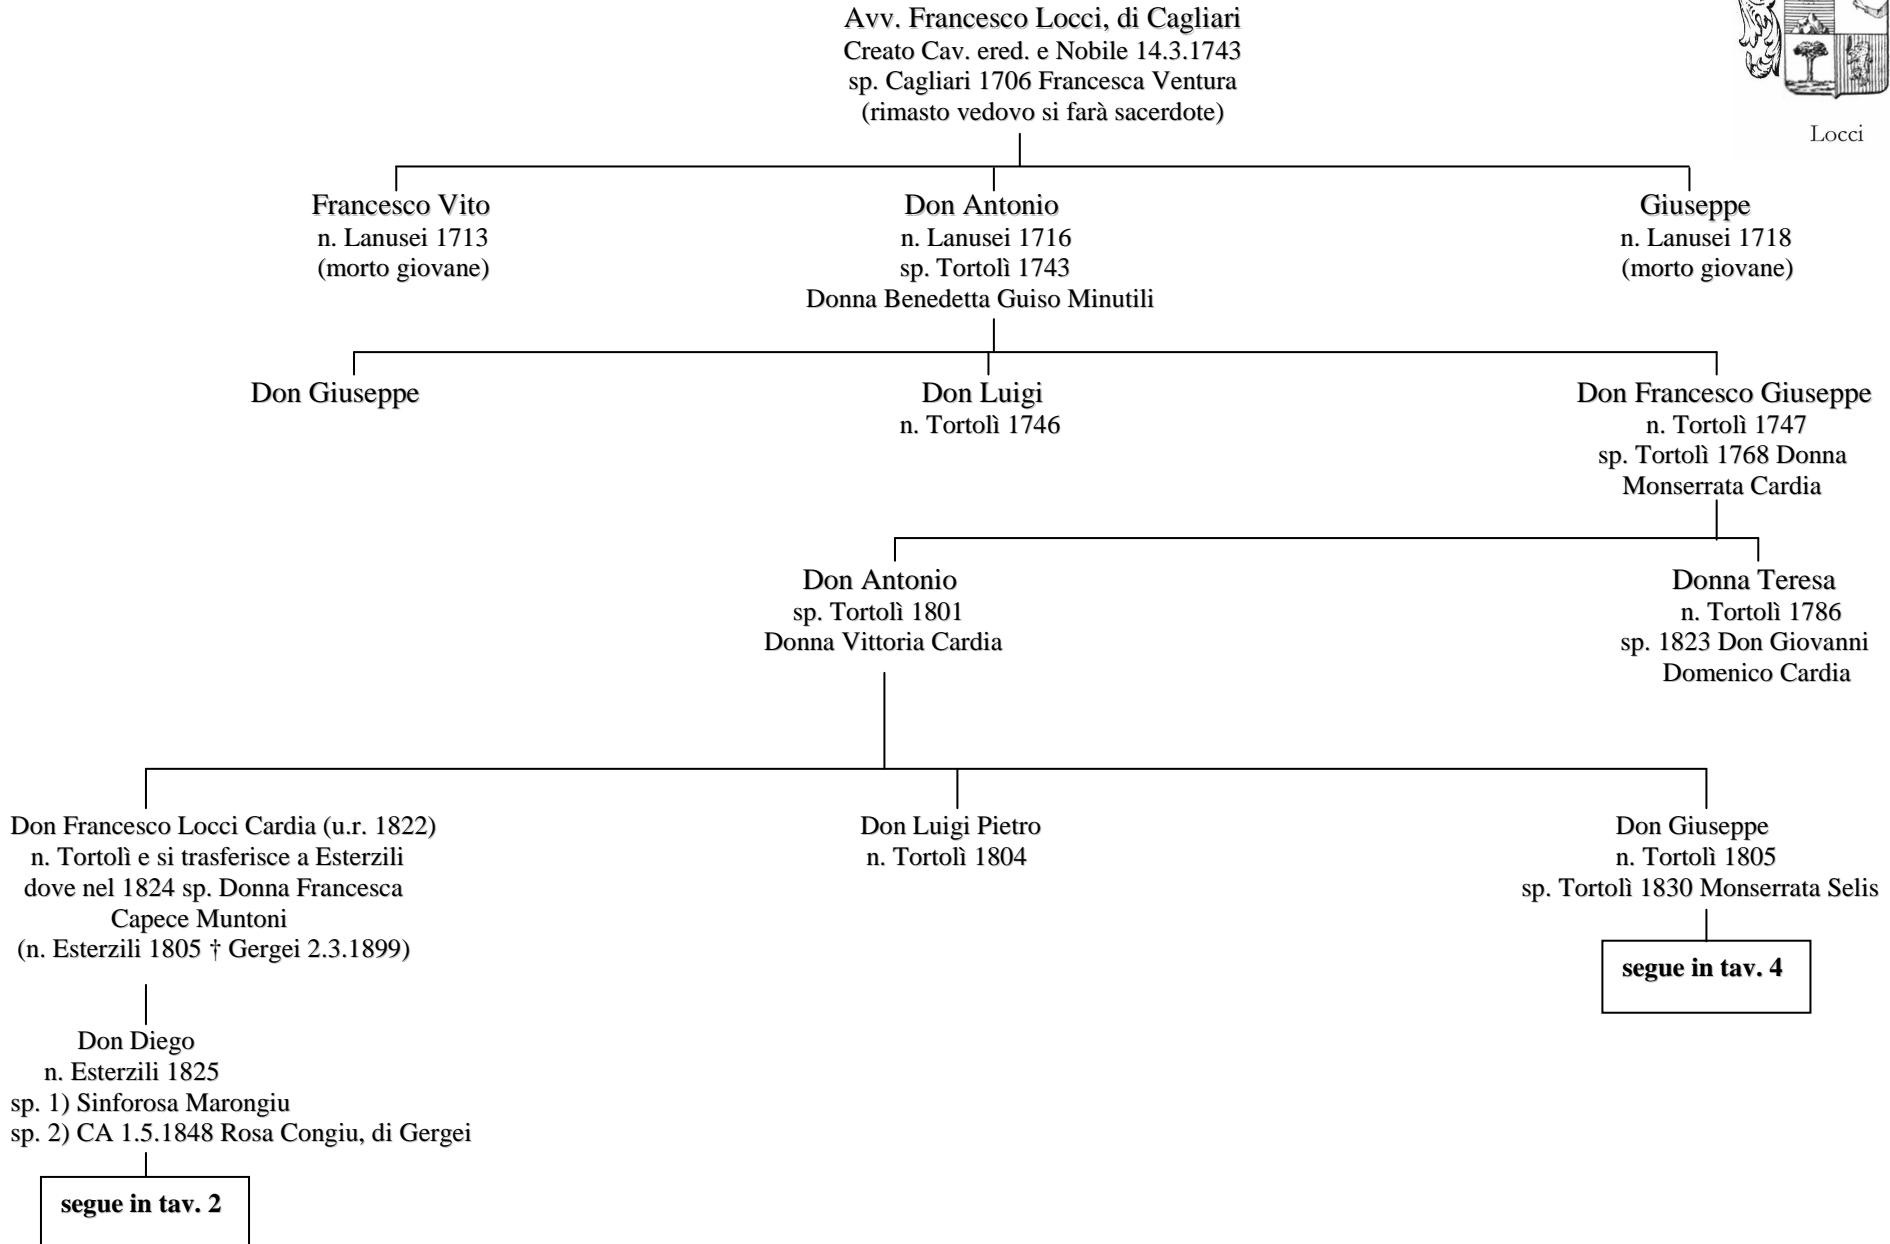 Avv. Francesco Locci, di Cagliari
Creato Cav. ered. e Nobile 14.3.1743
sp. Cagliari 1706 Francesca Ventura
(rimasto vedovo si farà sacerdote)
Locci
Francesco Vito
n. Lanusei 1713
(morto giovane)
Don Antonio
n. Lanusei 1716
sp. Tortolì 1743
Donna Benedetta Guiso Minutili
Giuseppe
n. Lanusei 1718
(morto giovane)
Don Giuseppe
Don Luigi
n. Tortolì 1746
Don Francesco Giuseppe
n. Tortolì 1747
sp. Tortolì 1768 Donna
Monserrata Cardia
Don Antonio
sp. Tortolì 1801
Donna Vittoria Cardia
Donna Teresa
n. Tortolì 1786
sp. 1823 Don Giovanni
Domenico Cardia
Don Francesco Locci Cardia (u.r. 1822)
n. Tortolì e si trasferisce a Esterzili
dove nel 1824 sp. Donna Francesca
Capece Muntoni
(n. Esterzili 1805 † Gergei 2.3.1899)
Don Luigi Pietro
n. Tortolì 1804
Don Giuseppe
n. Tortolì 1805
sp. Tortolì 1830 Monserrata Selis
segue in tav. 4
Don Diego
n. Esterzili 1825
sp. 1) Sinforosa Marongiu
sp. 2) CA 1.5.1848 Rosa Congiu, di Gergei
segue in tav. 2